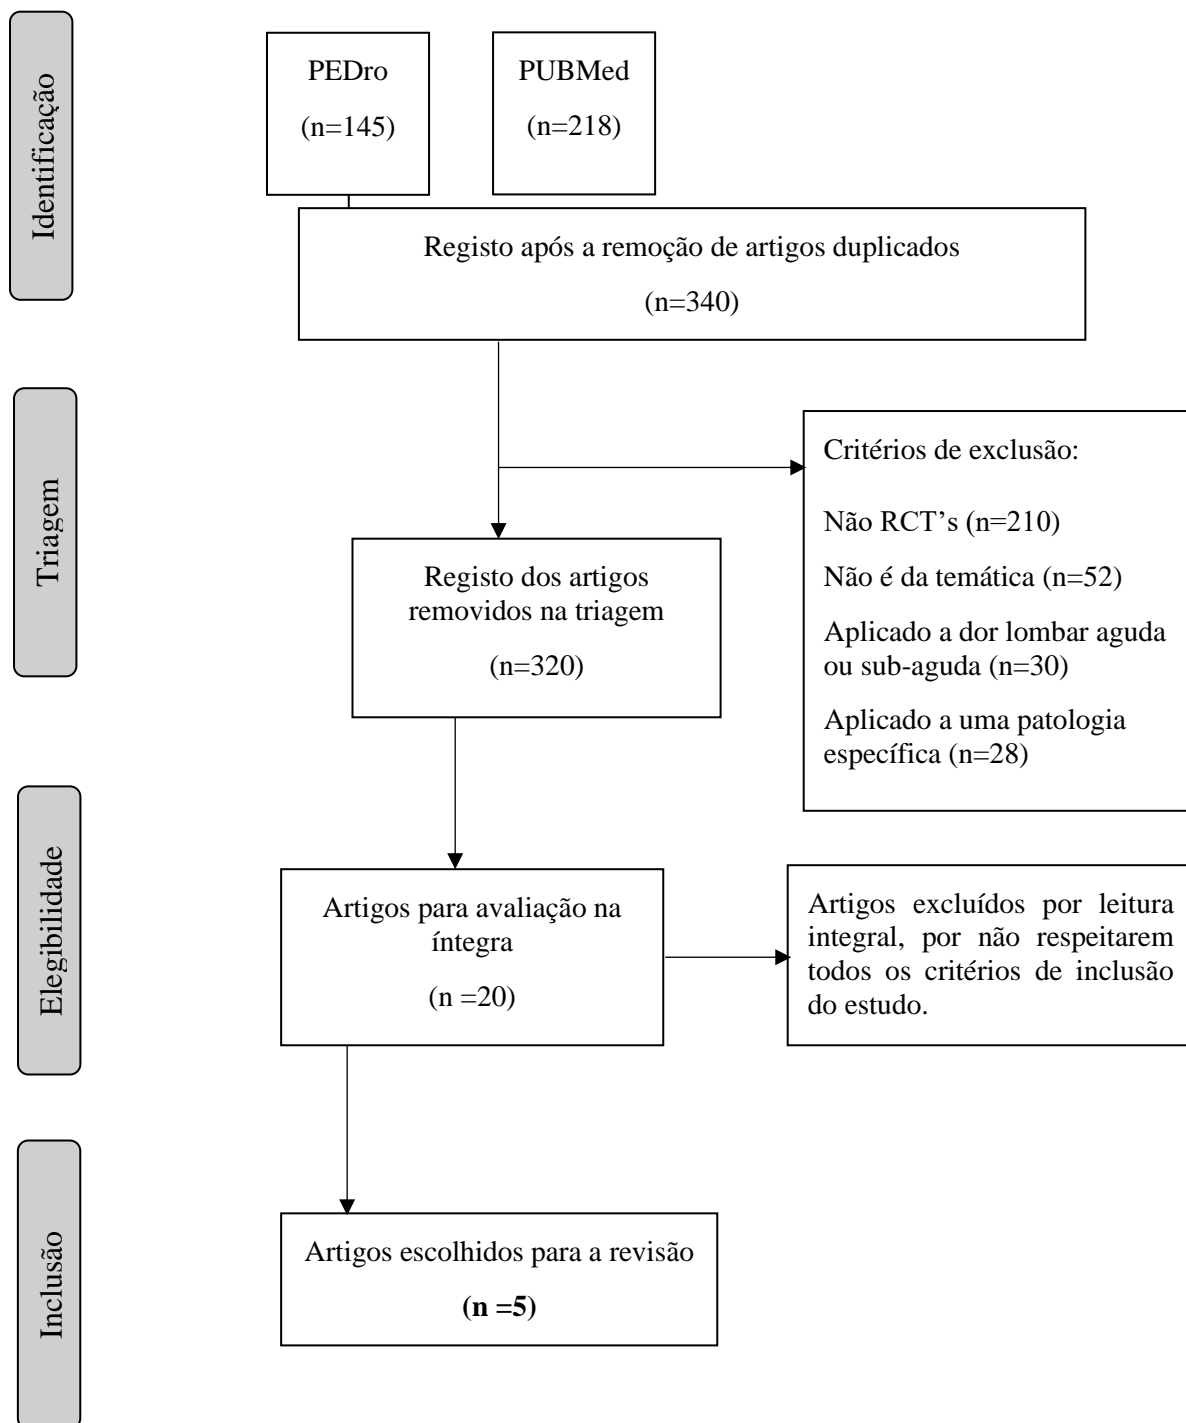 Identificação
PEDro
(n=145)
PUBMed
(n=218)
Registo após a remoção de artigos duplicados
(n=340)
Triagem
Critérios de exclusão:
Não RCT’s (n=210)
Não é da temática (n=52)
Aplicado a dor lombar aguda
ou sub-aguda (n=30)
Aplicado a uma patologia
específica (n=28)
Registo dos artigos
removidos na triagem
(n=320)
Elegibilidade
Artigos para avaliação na
íntegra
(n =20)
Artigos excluídos por leitura
integral, por não respeitarem
todos os critérios de inclusão
do estudo.
Inclusão
Artigos escolhidos para a revisão
(n =5)